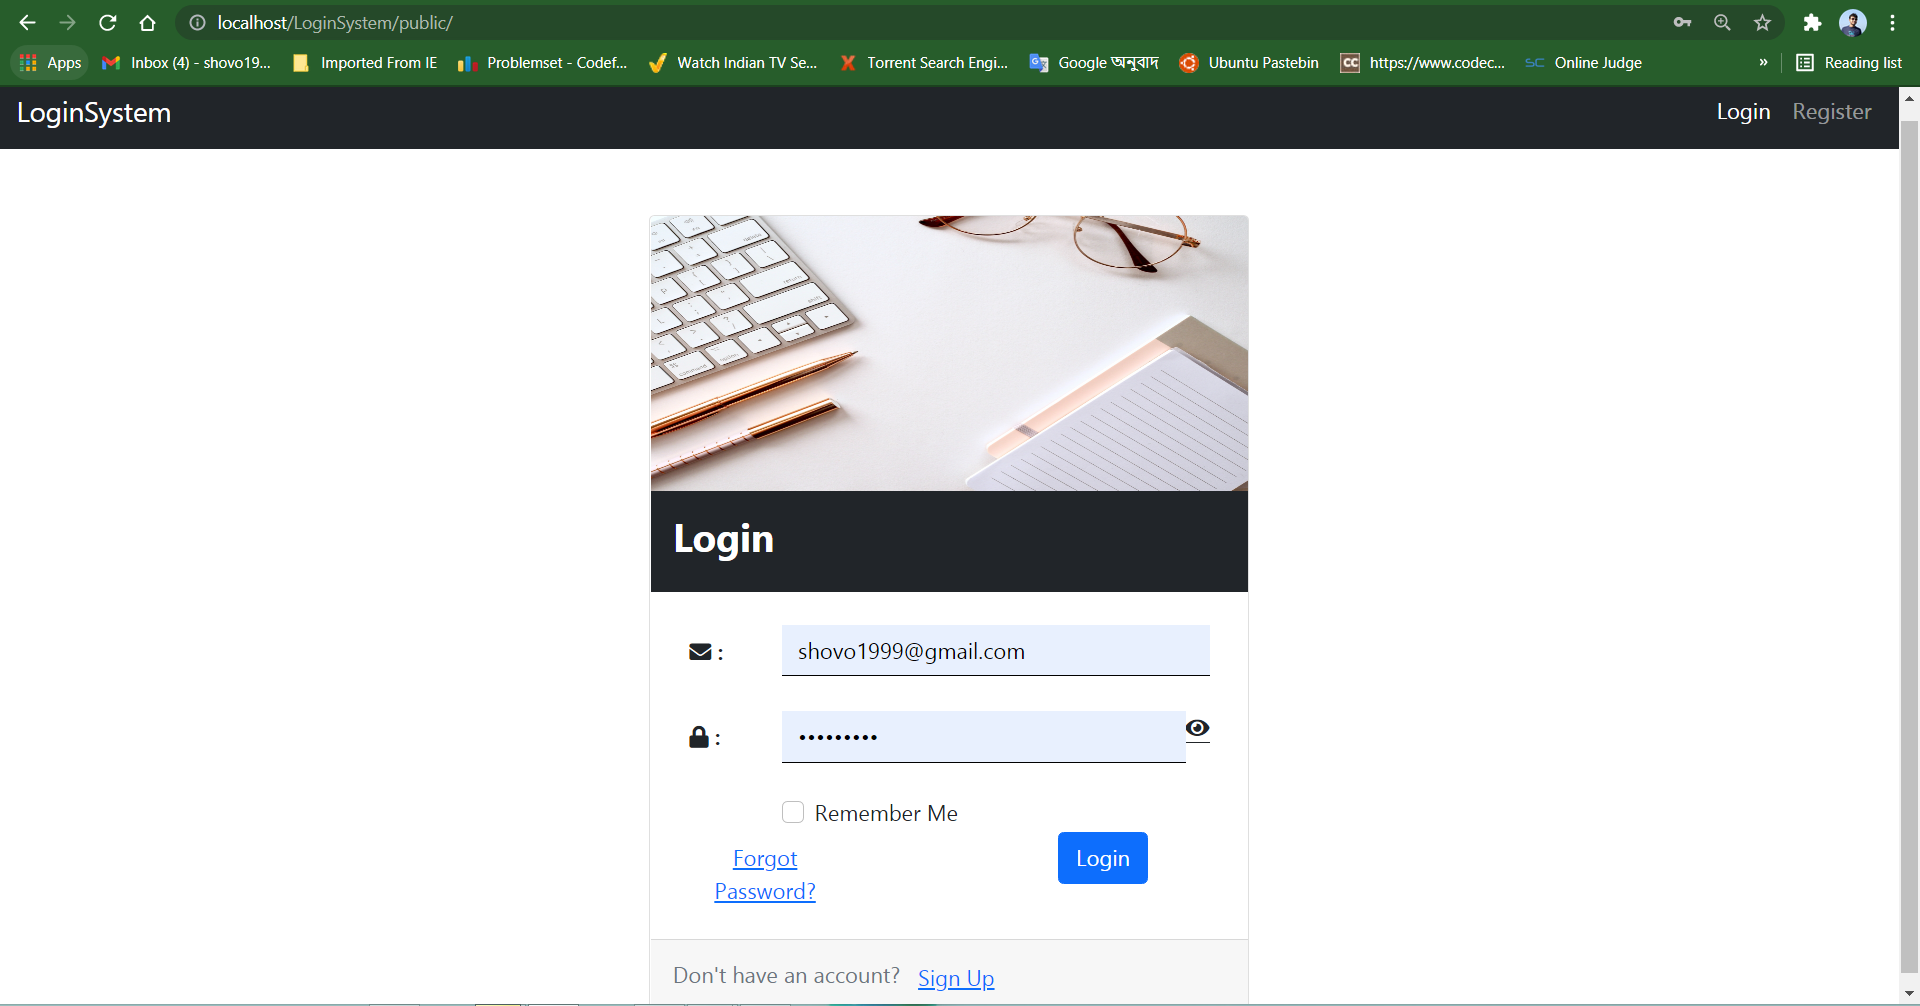 localhost/LoginSystem/public/
Apps Inbox (4) - shovo19... Imported From IE Problemset - Codef... Watch Indian TV Se... Torrent Search Engi... Google অনুবাদ Ubuntu Pastebin CC https://www.codec... SC Online Judge » Reading list
LoginSystem Login Register
Login
: shovo1999@gmail.com
: •••••••••
Remember Me
Forgot
Password?
Login
Don't have an account? Sign Up